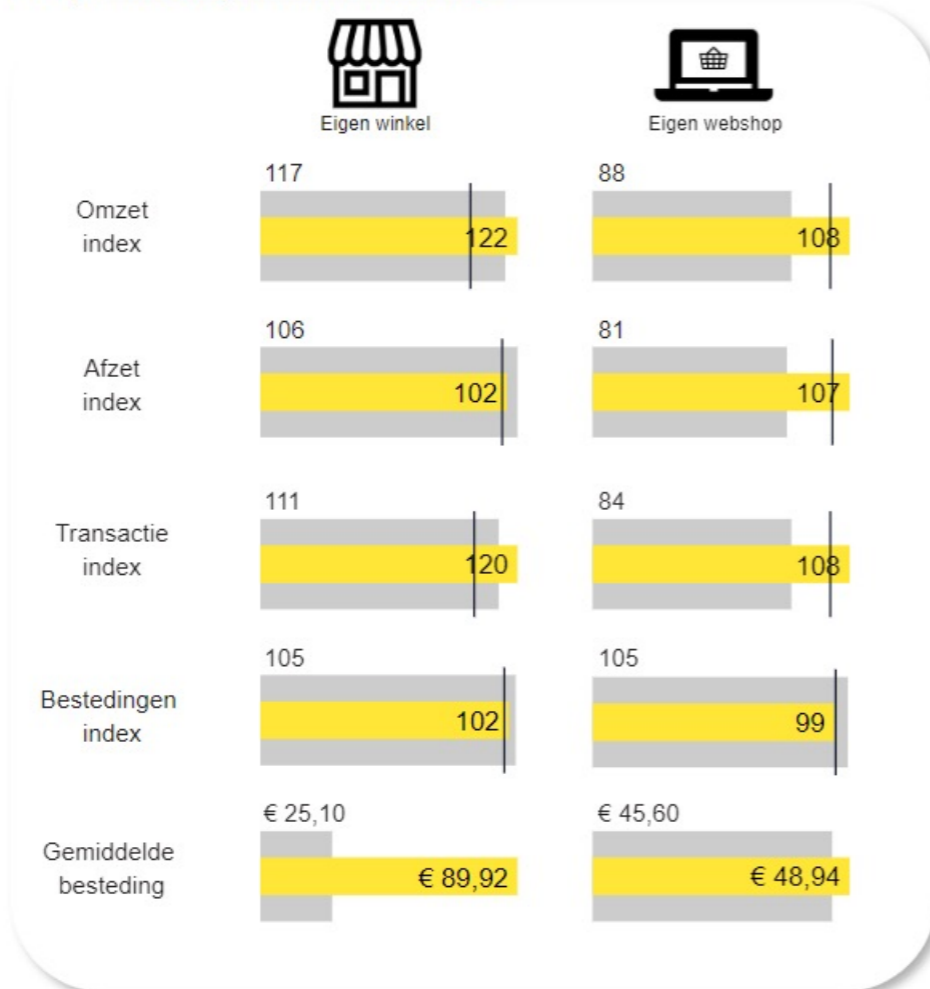 Eigen winkel
Eigen webshop
Omzet
index
117
122
88
108
Afzet
index
106
102
81
107
Transactie
index
111
120
84
108
Bestedingen
index
105
102
105
99
Gemiddelde
besteding
€ 25,10
€ 89,92
€ 45,60
€ 48,94